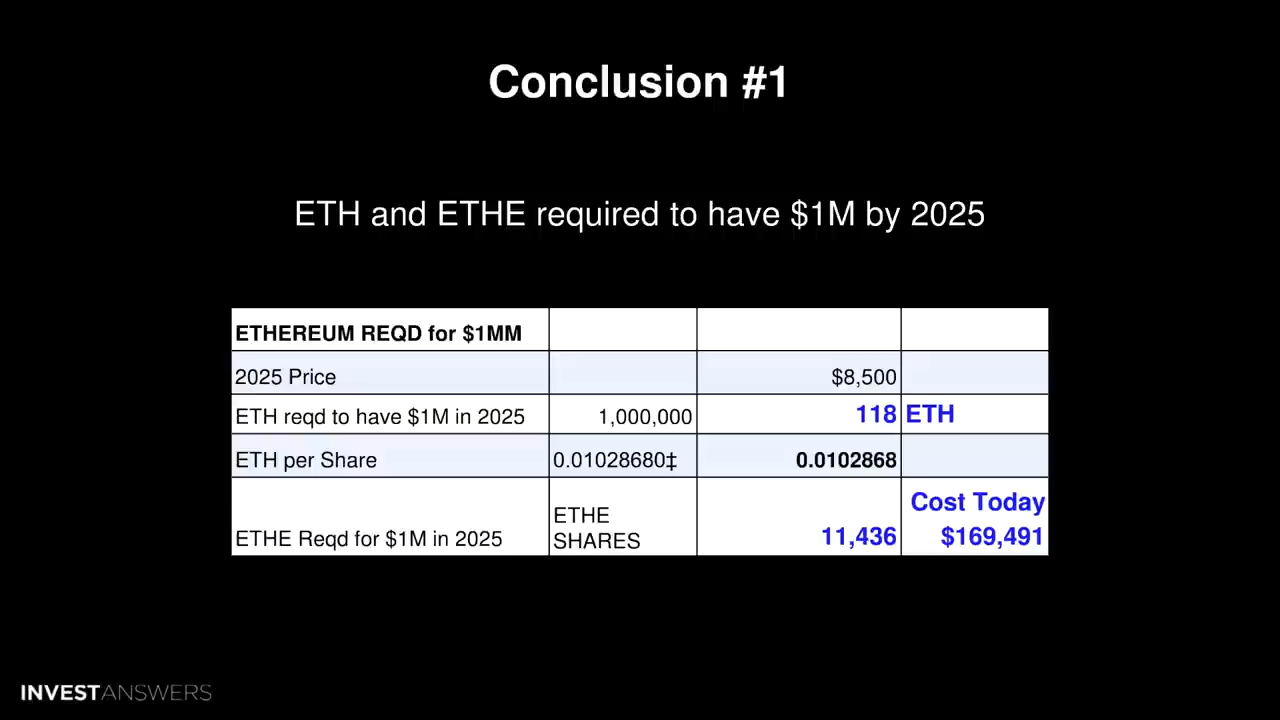 Conclusion #1
ETH and ETHE required to have $1M by 2025
ETHEREUM REQD for $1MM
2025 Price $8,500
ETH reqd to have $1M in 2025 1,000,000 118 ETH
ETH per Share 0.01028680‡ 0.0102868
ETHE Reqd for $1M in 2025 ETHE SHARES 11,436 Cost Today $169,491
INVESTANSWERS